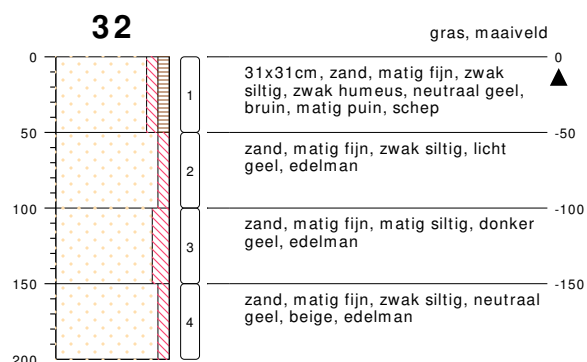 32
gras, maaiveld
0
0
1
31x31cm, zand, matig fijn, zwak
siltig, zwak humeus, neutraal geel,
bruin, matig puin, schep
50
-50
2
zand, matig fijn, zwak siltig, licht
geel, edelman
100
-100
3
zand, matig fijn, matig siltig, donker
geel, edelman
150
-150
4
zand, matig fijn, zwak siltig, neutraal
geel, beige, edelman
200